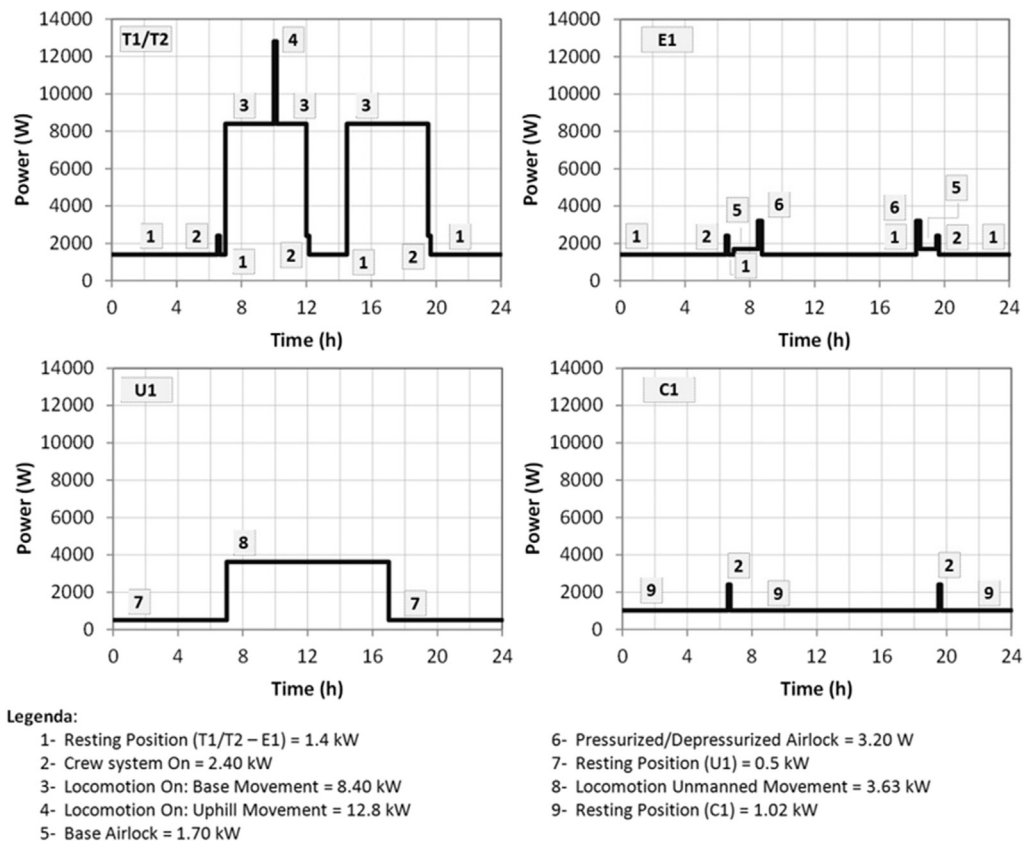 T1/T2
14000
12000
10000
8000
6000
4000
2000
0
Power (W)
4
3
3
3
1
2
1
2
1
2
1
0 4 8 12 16 20 24
Time (h)
E1
14000
12000
10000
8000
6000
4000
2000
0
Power (W)
1
2
5
6
1
6
5
1
2
1
0 4 8 12 16 20 24
Time (h)
U1
14000
12000
10000
8000
6000
4000
2000
0
Power (W)
7
8
7
0 4 8 12 16 20 24
Time (h)
C1
14000
12000
10000
8000
6000
4000
2000
0
Power (W)
9
2
9
2
9
0 4 8 12 16 20 24
Time (h)
Legenda:
1- Resting Position (T1/T2 – E1) = 1.4 kW
2- Crew system On = 2.40 kW
3- Locomotion On: Base Movement = 8.40 kW
4- Locomotion On: Uphill Movement = 12.8 kW
5- Base Airlock = 1.70 kW
6- Pressurized/Depressurized Airlock = 3.20 W
7- Resting Position (U1) = 0.5 kW
8- Locomotion Unmanned Movement = 3.63 kW
9- Resting Position (C1) = 1.02 kW